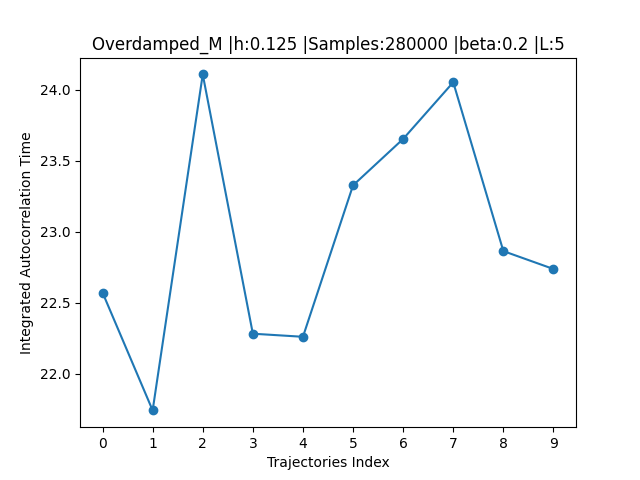 Overdamped_M |h:0.125 |Samples:280000 |beta:0.2 |L:5
Integrated Autocorrelation Time
24.0
23.5
23.0
22.5
22.0
0 1 2 3 4 5 6 7 8 9
Trajectories Index